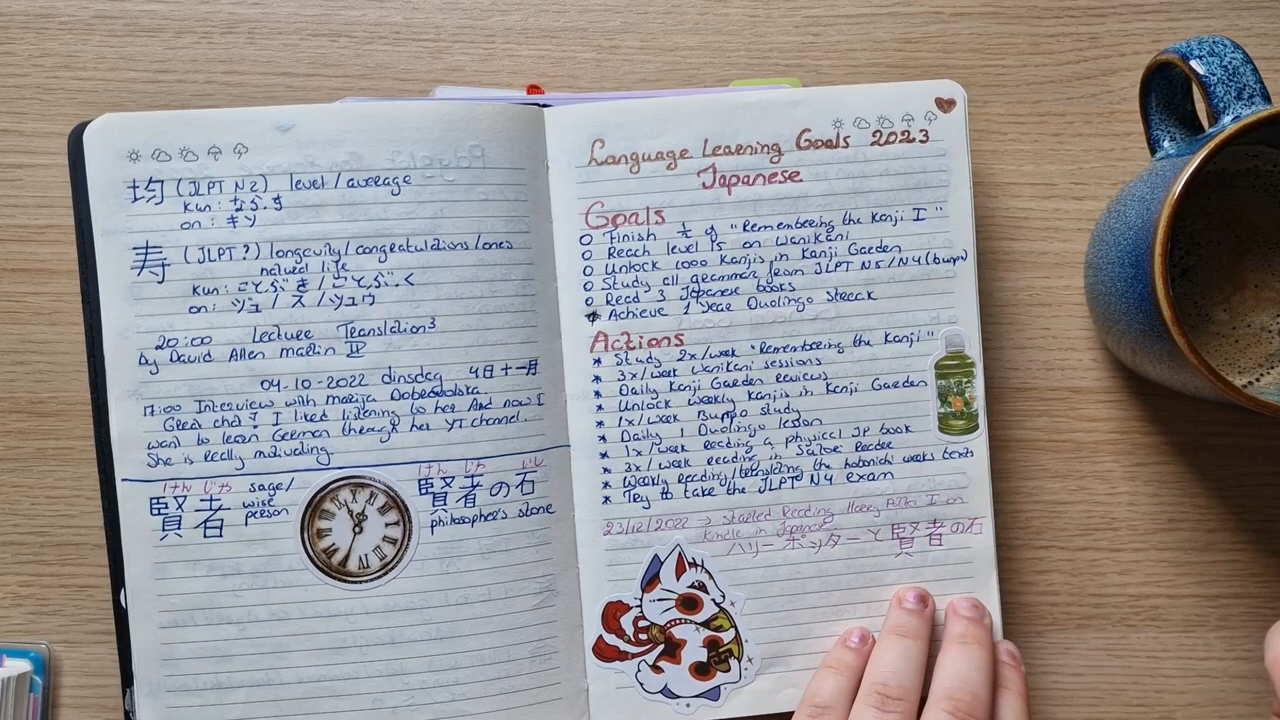 均 (JLPT N2) level/average
kun: なら.す
on: キン
寿 (JLPT?) longevity/congratulations/ones
natural life
kun: ことぶき/ことぶ.く
on: ジュ/ス/シュウ
20:00 Lecture Translation3
by David Allen Martin II
04-10-2022 dinsdag 4日十一月
17:00 Interview with Marija
Great chat! I liked listening to her And now I
want to learn German through her YT channel.
She is really motivating.
けん じゃ
賢者
sage/
wise
person
けん じゃ いし
賢者の石
philosopher's stone
Language Learning Goals 2023
Japanese
Goals
o Finish ½ of "Remembering the Kanji I"
o Reach level 15 on WaniKani
o Unlock 1000 Kanjis in Kanji Garden
o Study all grammar from JLPT N5/N4 (bunpo)
o Read 3 Japanese books
* Achieve 1 year Duolingo streak
Actions
* Study 2x/week "Remembering the Kanji"
* 3x/week Wanikani sessions
* Daily Kanji Garden reviews
* Unlock weekly Kanjis in Kanji Garden
* 1x/week Bunpo study
* Daily 1 Duolingo lesson
* 1x/week reading a physical JP book
* 3x/week reading in Satori Reader
* Weekly reading/ the hobonichi weeks texts
* Try to take the JLPT N4 exam
23/12/2022 → Started Reading Harry Potter I on
Kindle in Japanese
ハリー ポッターと賢者の石